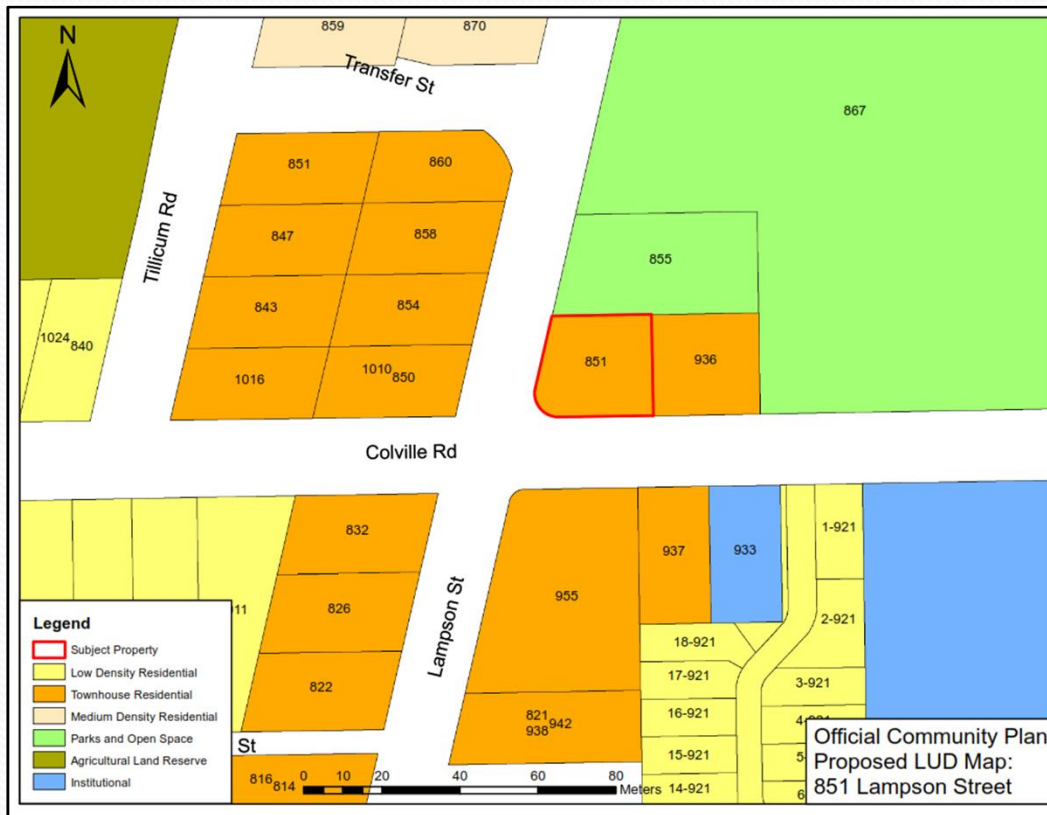 N
859
870
Transfer St
867
851
860
847
858
855
Tillicum Rd
843
854
1024
840
1016
1010
850
851
936
Colville Rd
832
937
933
1-921
826
955
2-921
Lampson St
18-921
17-921
3-921
822
16-921
821
938
942
15-921
14-921
St
816
814
Legend
Subject Property
Low Density Residential
Townhouse Residential
Medium Density Residential
Parks and Open Space
Agricultural Land Reserve
Institutional
0 10 20 40 60 80
Meters
Official Community Plan
Proposed LUD Map:
851 Lampson Street